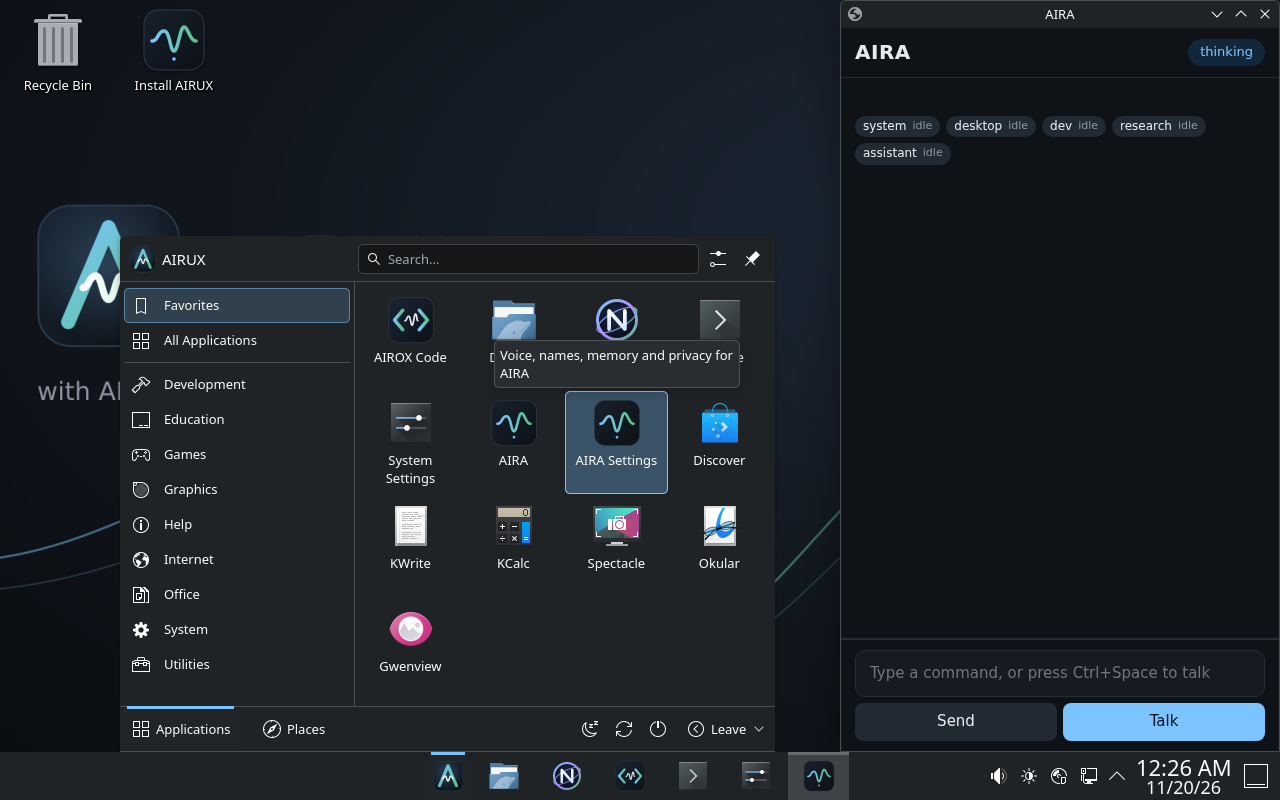 Recycle Bin
Install AIRUX
with
AIRUX
Search...
Favorites
All Applications
Development
Education
Games
Graphics
Help
Internet
Office
System
Utilities
AIROX Code
Voice, names, memory and privacy for
AIRA
System
Settings
AIRA
AIRA Settings
Discover
KWrite
KCalc
Spectacle
Okular
Gwenview
Applications
Places
Leave
AIRA
AIRA
thinking
system idle
desktop idle
dev idle
research idle
assistant idle
Type a command, or press Ctrl+Space to talk
Send
Talk
12:26 AM
11/20/26